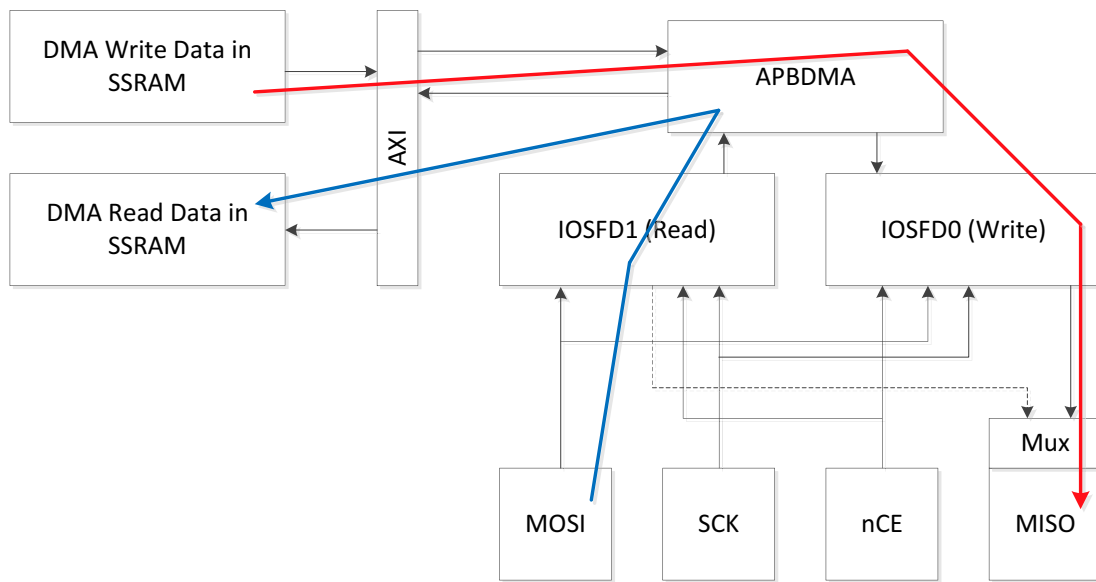 DMA Write Data in
SSRAM
APBDMA
AXI
DMA Read Data in
SSRAM
IOSFD1 (Read)
IOSFD0 (Write)
Mux
MOSI
SCK
nCE
MISO